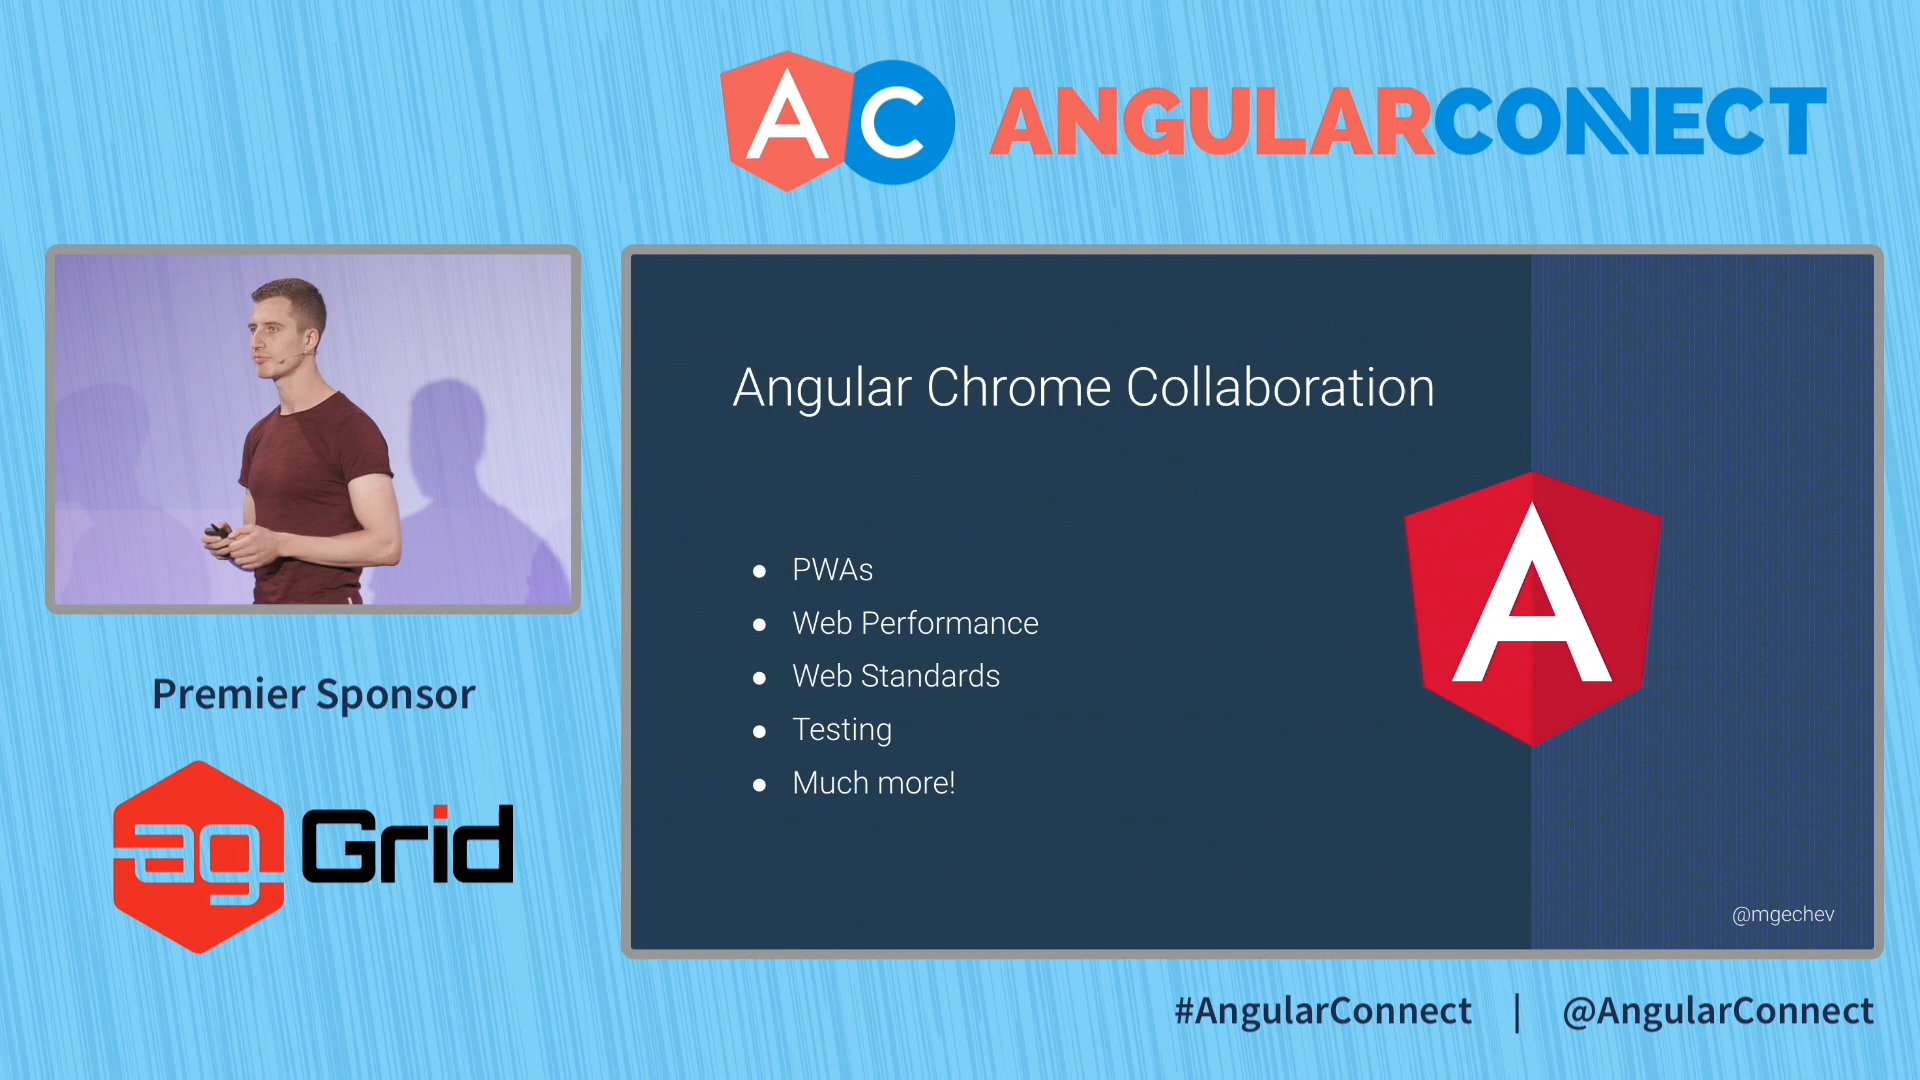 AC ANGULARCONNECT
Angular Chrome Collaboration
● PWAs
● Web Performance
● Web Standards
● Testing
● Much more!
A
@mgechev
Premier Sponsor
ag Grid
#AngularConnect | @AngularConnect